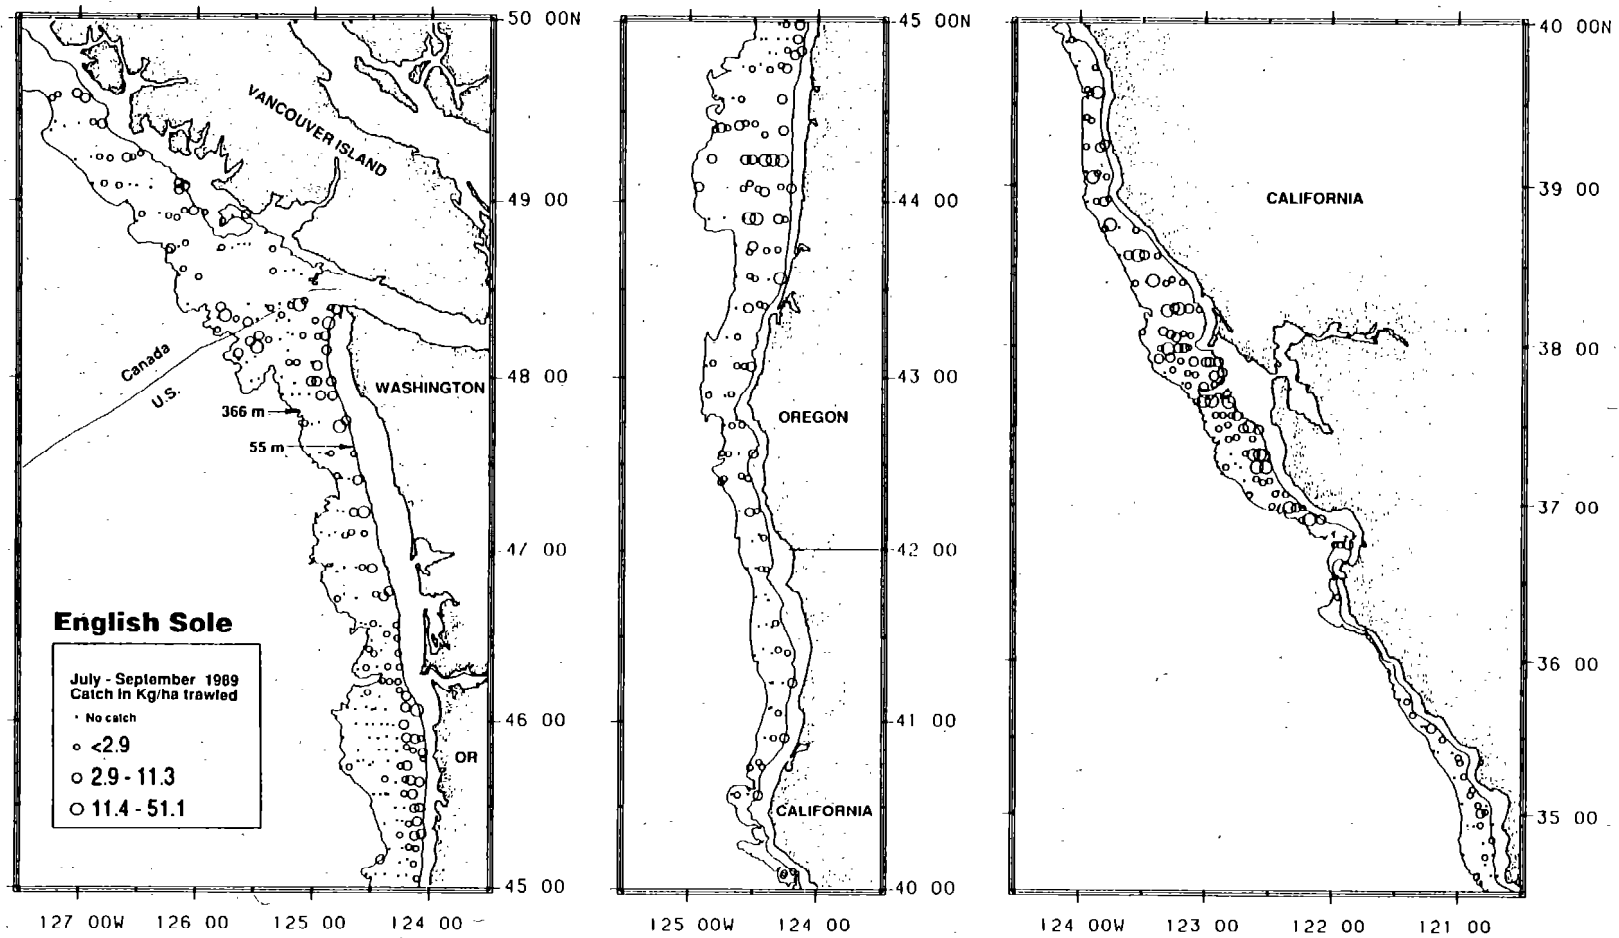 50 00N
VANCOUVER ISLAND
49 00
Canada
U.S.
48 00
WASHINGTON
366 m
55 m
47 00
English Sole
July - September 1989
Catch in Kg/ha trawled
No catch
<2.9
2.9 - 11.3
11.4 - 51.1
46 00
OR
45 00
127 00W 126 00 125 00 124 00
45 00N
44 00
43 00
OREGON
42 00
41 00
CALIFORNIA
40 00
125 00W 124 00
40 00N
CALIFORNIA
39 00
38 00
37 00
36 00
35 00
124 00W 123 00 122 00 121 00